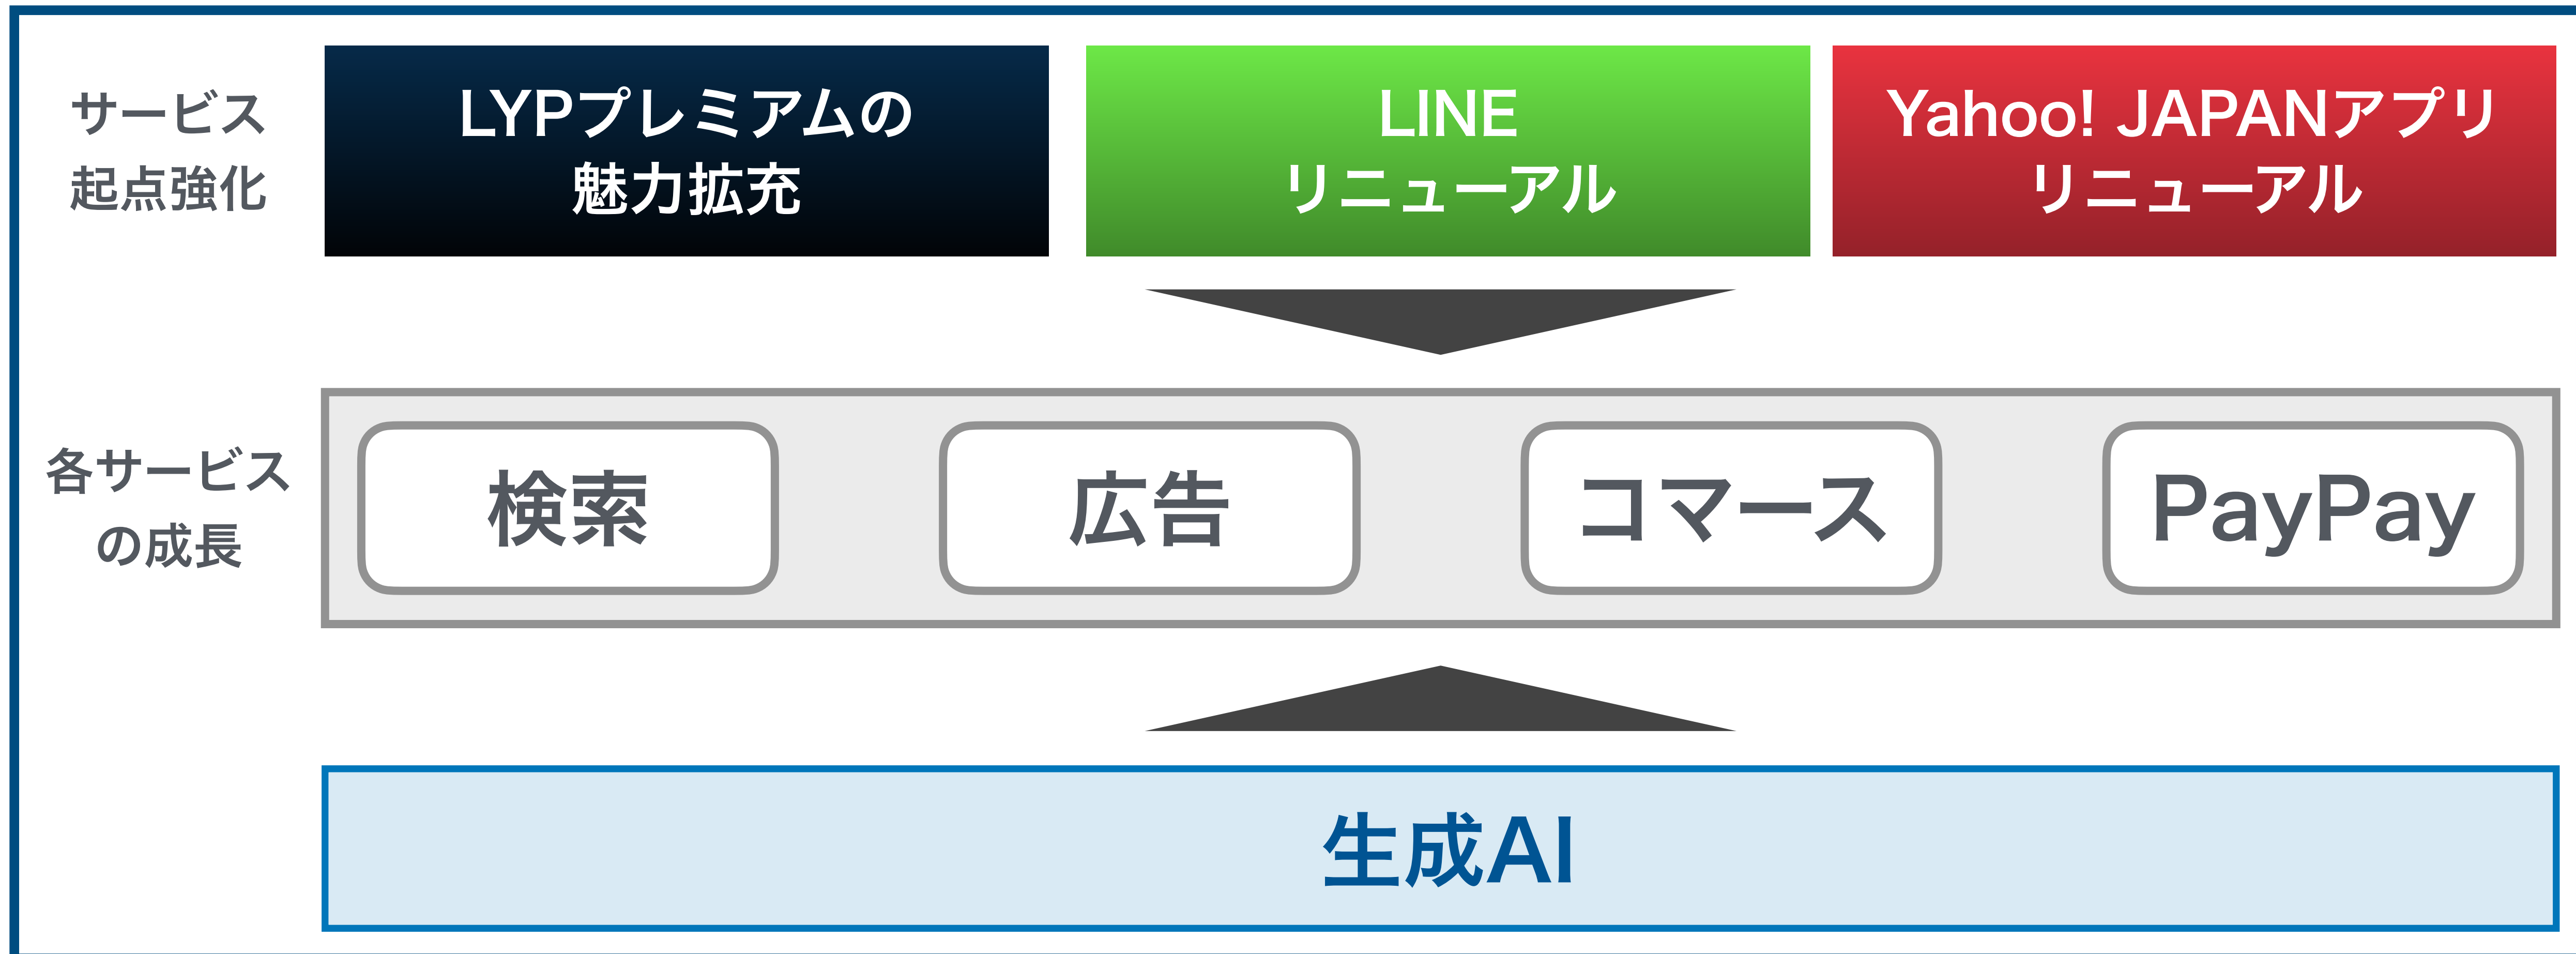 サービス
起点強化
LYPプレミアムの
魅力拡充
LINE
リニューアル
Yahoo! JAPANアプリ
リニューアル
各サービス
の成長
検索
広告
コマース
PayPay
生成AI